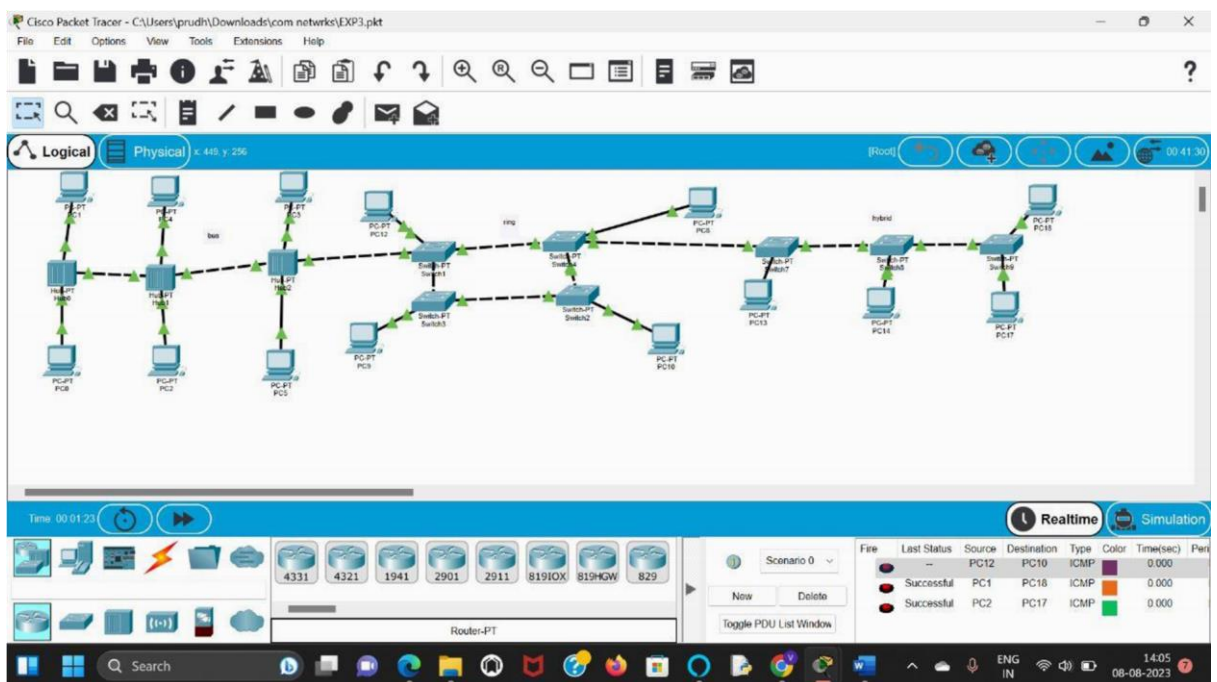 Cisco Packet Tracer - C:\Users\prudh\Downloads\com netwrks\EXP3.pkt
File Edit Options View Tools Extensions Help
Logical Physical x: 449, y: 256 [Root] 00:41:30
PC-PT
PC1
PC-PT
PC4
PC-PT
PC3
bus
PC-PT
PC12
ring
PC-PT
hybrid
PC-PT
PC18
Hub-PT
Hub0
Hub-PT
Hub1
Hub-PT
Hub2
Switch-PT
Switch1
Switch-PT
Switch4
Switch-PT
Switch7
Switch-PT
Switch-PT
Switch9
Switch-PT
Switch3
Switch-PT
Switch2
PC-PT
PC13
PC-PT
PC14
PC-PT
PC17
PC-PT
PC-PT
PC2
PC-PT
PC5
PC-PT
PC9
PC-PT
PC10
Time: 00:01:23 Realtime Simulation
4331 4321 1941 2901 2911 819IOX 819HGW 829
Router-PT
Scenario 0
New Delete
Toggle PDU List Window
Fire Last Status Source Destination Type Color Time(sec) Peri
-- PC12 PC10 ICMP 0.000
Successful PC1 PC18 ICMP 0.000
Successful PC2 PC17 ICMP 0.000
Search ENG IN 14:05 08-08-2023 7